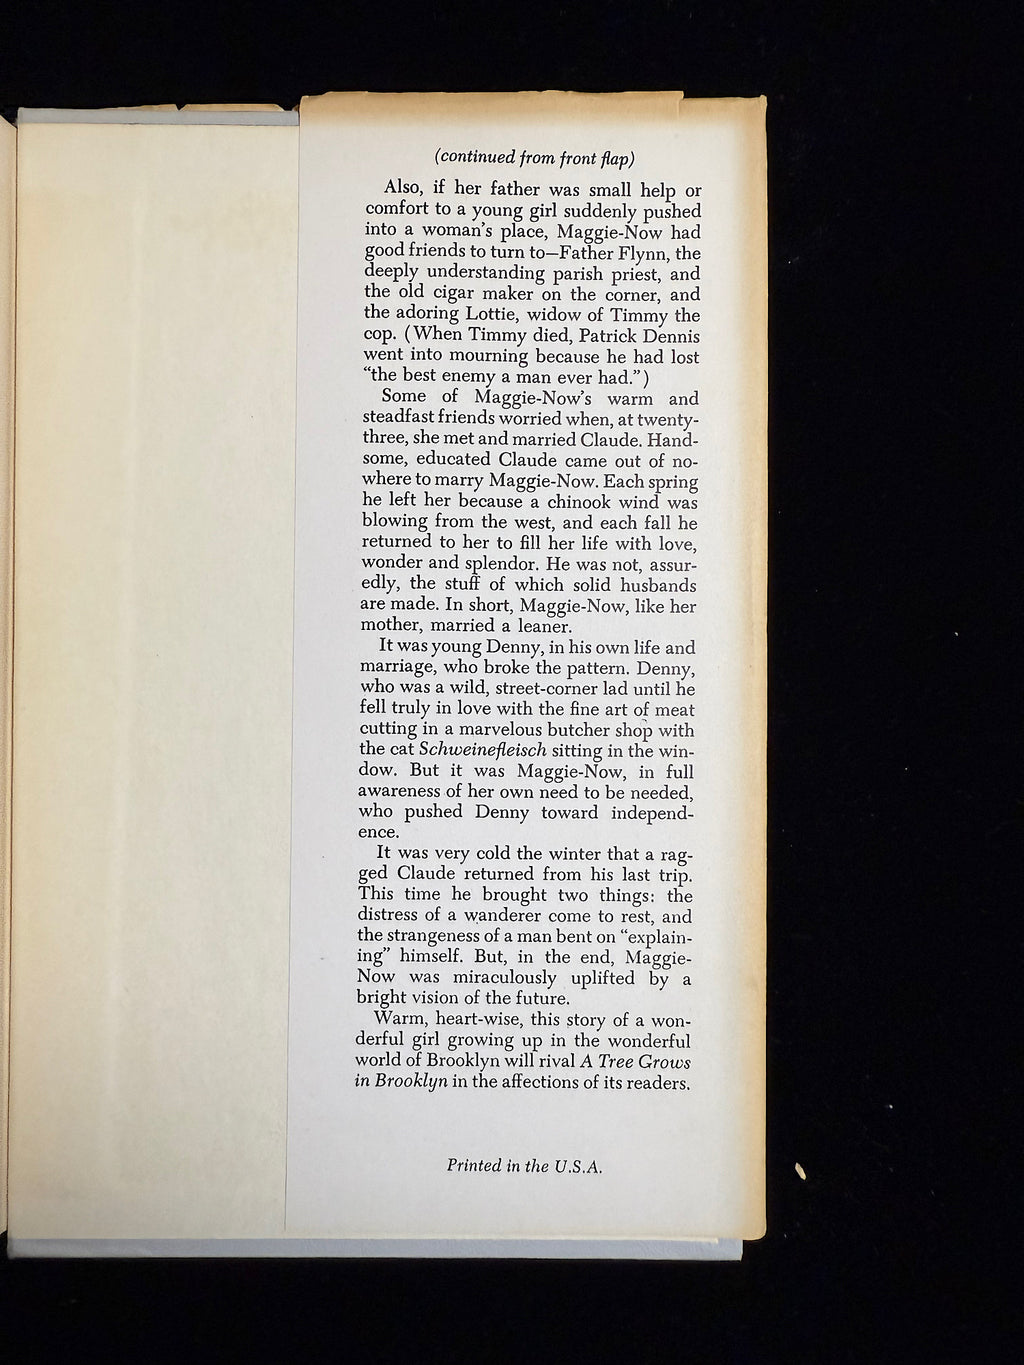 (continued from front flap)
Also, if her father was small help or
comfort to a young girl suddenly pushed
into a woman's place, Maggie-Now had
good friends to turn to—Father Flynn, the
deeply understanding parish priest, and
the old cigar maker on the corner, and
the adoring Lottie, widow of Timmy the
cop. (When Timmy died, Patrick Dennis
went into mourning because he had lost
"the best enemy a man ever had.")
Some of Maggie-Now's warm and
steadfast friends worried when, at twenty-
three, she met and married Claude. Hand-
some, educated Claude came out of no-
where to marry Maggie-Now. Each spring
he left her because a chinook wind was
blowing from the west, and each fall he
returned to her to fill her life with love,
wonder and splendor. He was not, assur-
edly, the stuff of which solid husbands
are made. In short, Maggie-Now, like her
mother, married a leaner.
It was young Denny, in his own life and
marriage, who broke the pattern. Denny,
who was a wild, street-corner lad until he
fell truly in love with the fine art of meat
cutting in a marvelous butcher shop with
the cat Schweinefleisch sitting in the win-
dow. But it was Maggie-Now, in full
awareness of her own need to be needed,
who pushed Denny toward independ-
ence.
It was very cold the winter that a rag-
ged Claude returned from his last trip.
This time he brought two things: the
distress of a wanderer come to rest, and
the strangeness of a man bent on "explain-
ing" himself. But, in the end, Maggie-
Now was miraculously uplifted by a
bright vision of the future.
Warm, heart-wise, this story of a won-
derful girl growing up in the wonderful
world of Brooklyn will rival A Tree Grows
in Brooklyn in the affections of its readers.
Printed in the U.S.A.